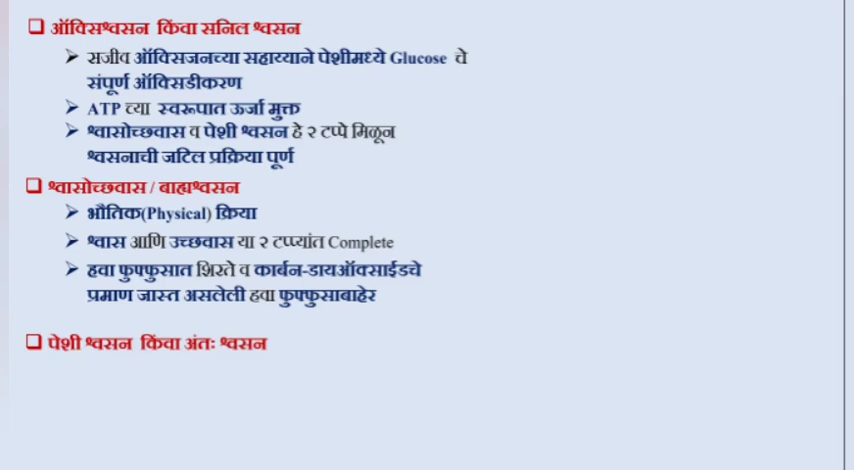 ❑ ऑक्सिश्वसन किंवा सनिल श्वसन
➤ सजीव ऑक्सिजनच्या सहाय्याने पेशीमध्ये Glucose चे
संपूर्ण ऑक्सिडीकरण
➤ ATP च्या स्वरूपात ऊर्जा मुक्त
➤ श्वासोच्छवास व पेशी श्वसन हे २ टप्पे मिळून
श्वसनाची जटिल प्रक्रिया पूर्ण
❑ श्वासोच्छवास / बाह्यश्वसन
➤ भौतिक(Physical) क्रिया
➤ श्वास आणि उच्छवास या २ टप्प्यांत Complete
➤ हवा फुफ्फुसात शिरते व कार्बन-डायऑक्साईडचे
प्रमाण जास्त असलेली हवा फुफ्फुसाबाहेर
❑ पेशी श्वसन किंवा अंतः श्वसन